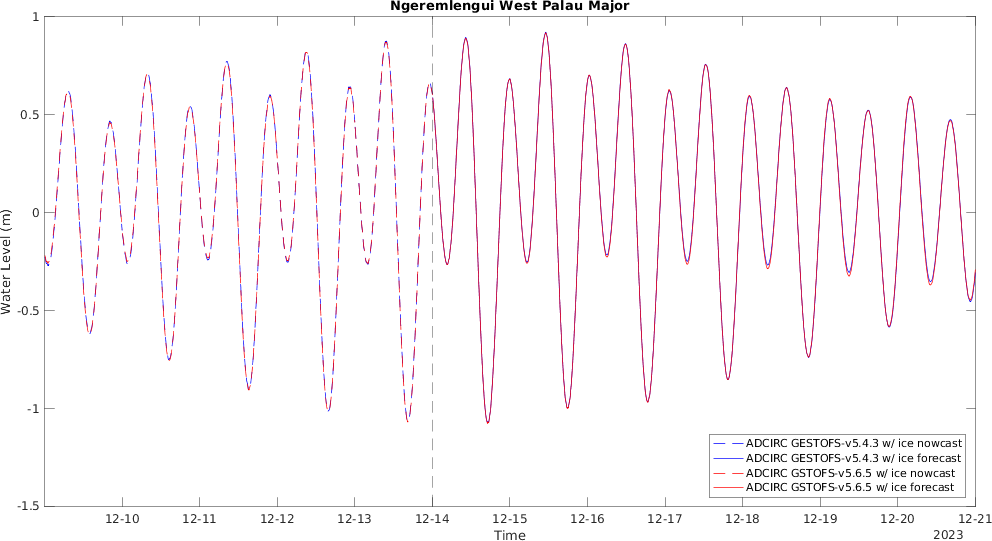 Ngeremlengui West Palau Major
Water Level (m)
1
0.5
0
-0.5
-1
-1.5
12-10
12-11
12-12
12-13
12-14
12-15
12-16
12-17
12-18
12-19
12-20
12-21
Time
2023
ADCIRC GESTOFS-v5.4.3 w/ ice nowcast
ADCIRC GESTOFS-v5.4.3 w/ ice forecast
ADCIRC GSTOFS-v5.6.5 w/ ice nowcast
ADCIRC GSTOFS-v5.6.5 w/ ice forecast